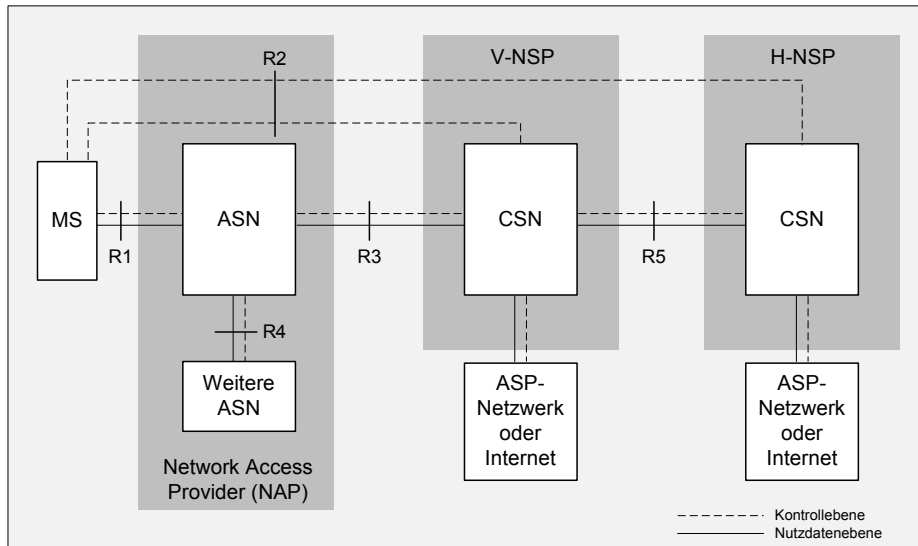 V-NSP
H-NSP
R2
MS
ASN
CSN
CSN
R1
R3
R5
R4
Weitere
ASN
ASP-
Netzwerk
oder
Internet
ASP-
Netzwerk
oder
Internet
Network Access
Provider (NAP)
Kontrollebene
Nutzdatenebene